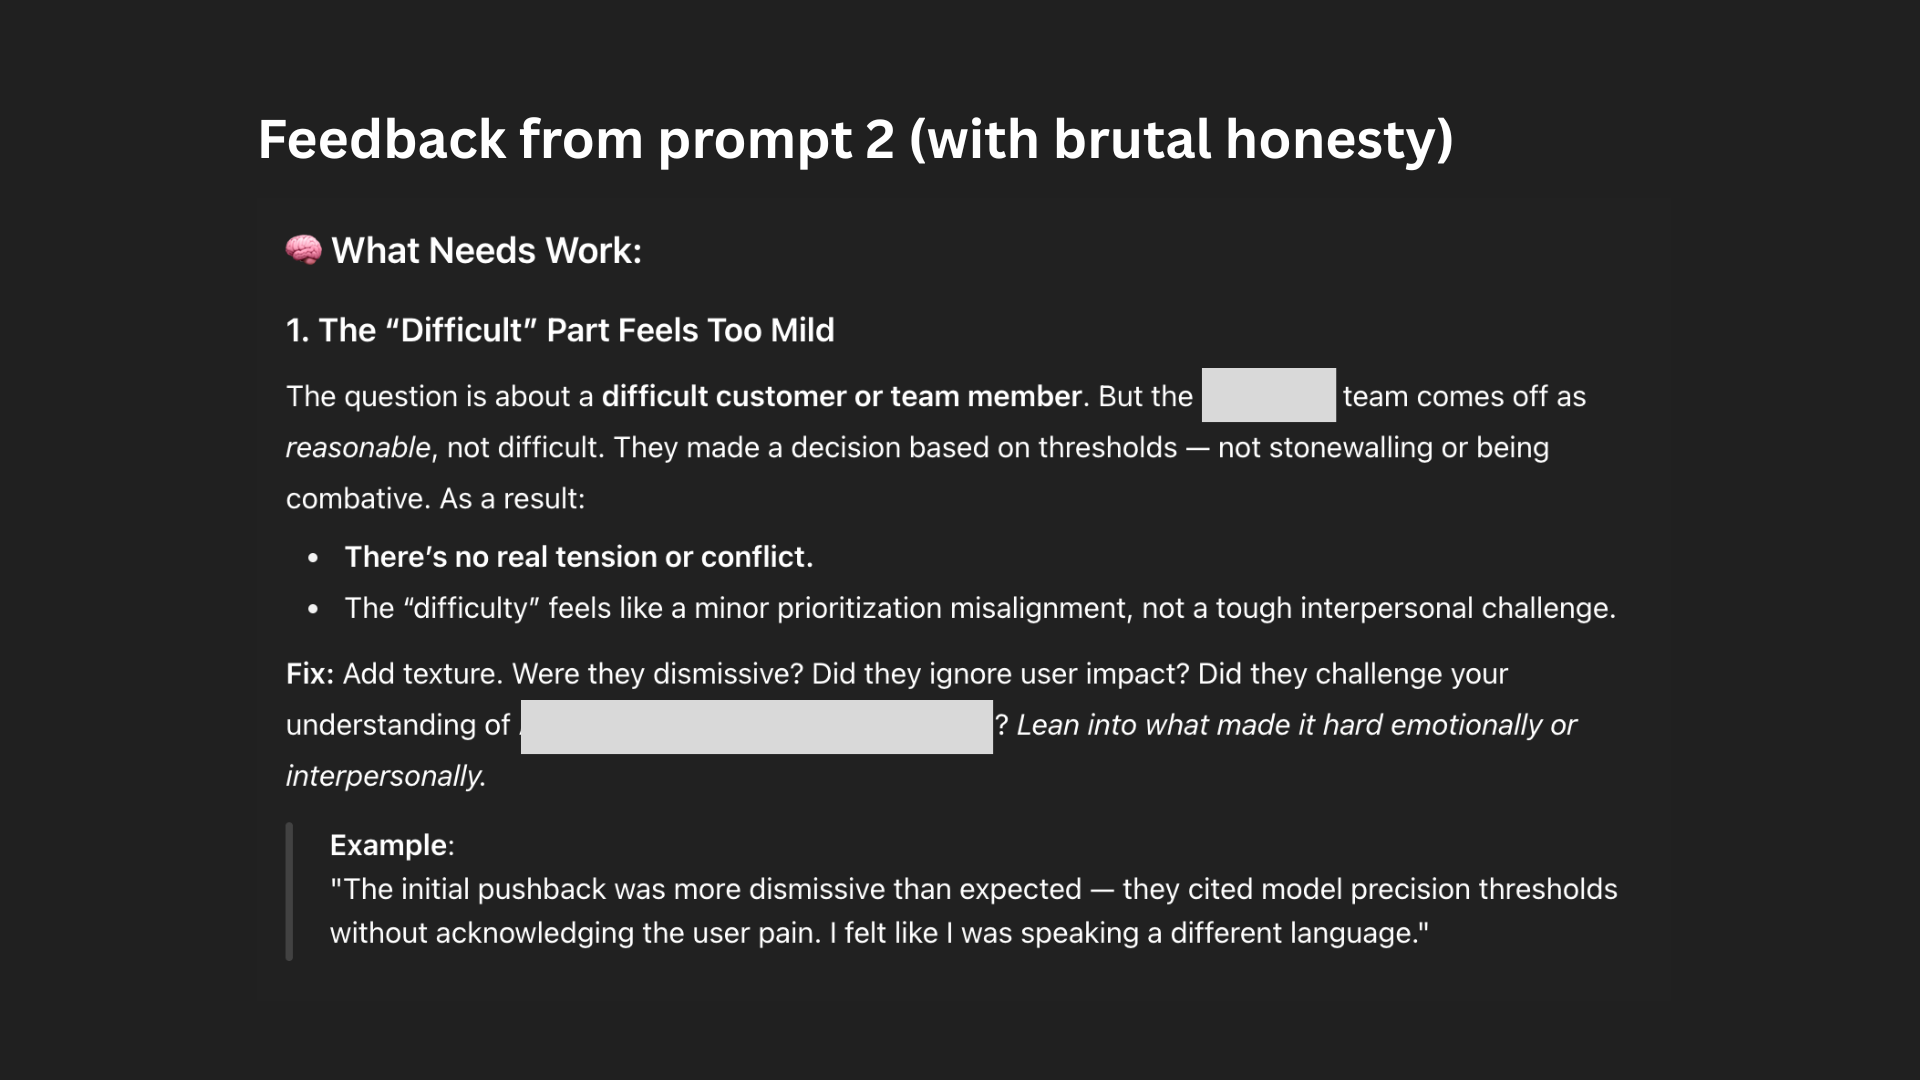 Feedback from prompt 2 (with brutal honesty)
🧠 What Needs Work:
1. The “Difficult” Part Feels Too Mild
The question is about a difficult customer or team member. But the team comes off as
reasonable, not difficult. They made a decision based on thresholds — not stonewalling or being
combative. As a result:
• There’s no real tension or conflict.
• The “difficulty” feels like a minor prioritization misalignment, not a tough interpersonal challenge.
Fix: Add texture. Were they dismissive? Did they ignore user impact? Did they challenge your
understanding of ? Lean into what made it hard emotionally or
interpersonally.
Example:
"The initial pushback was more dismissive than expected — they cited model precision thresholds
without acknowledging the user pain. I felt like I was speaking a different language."